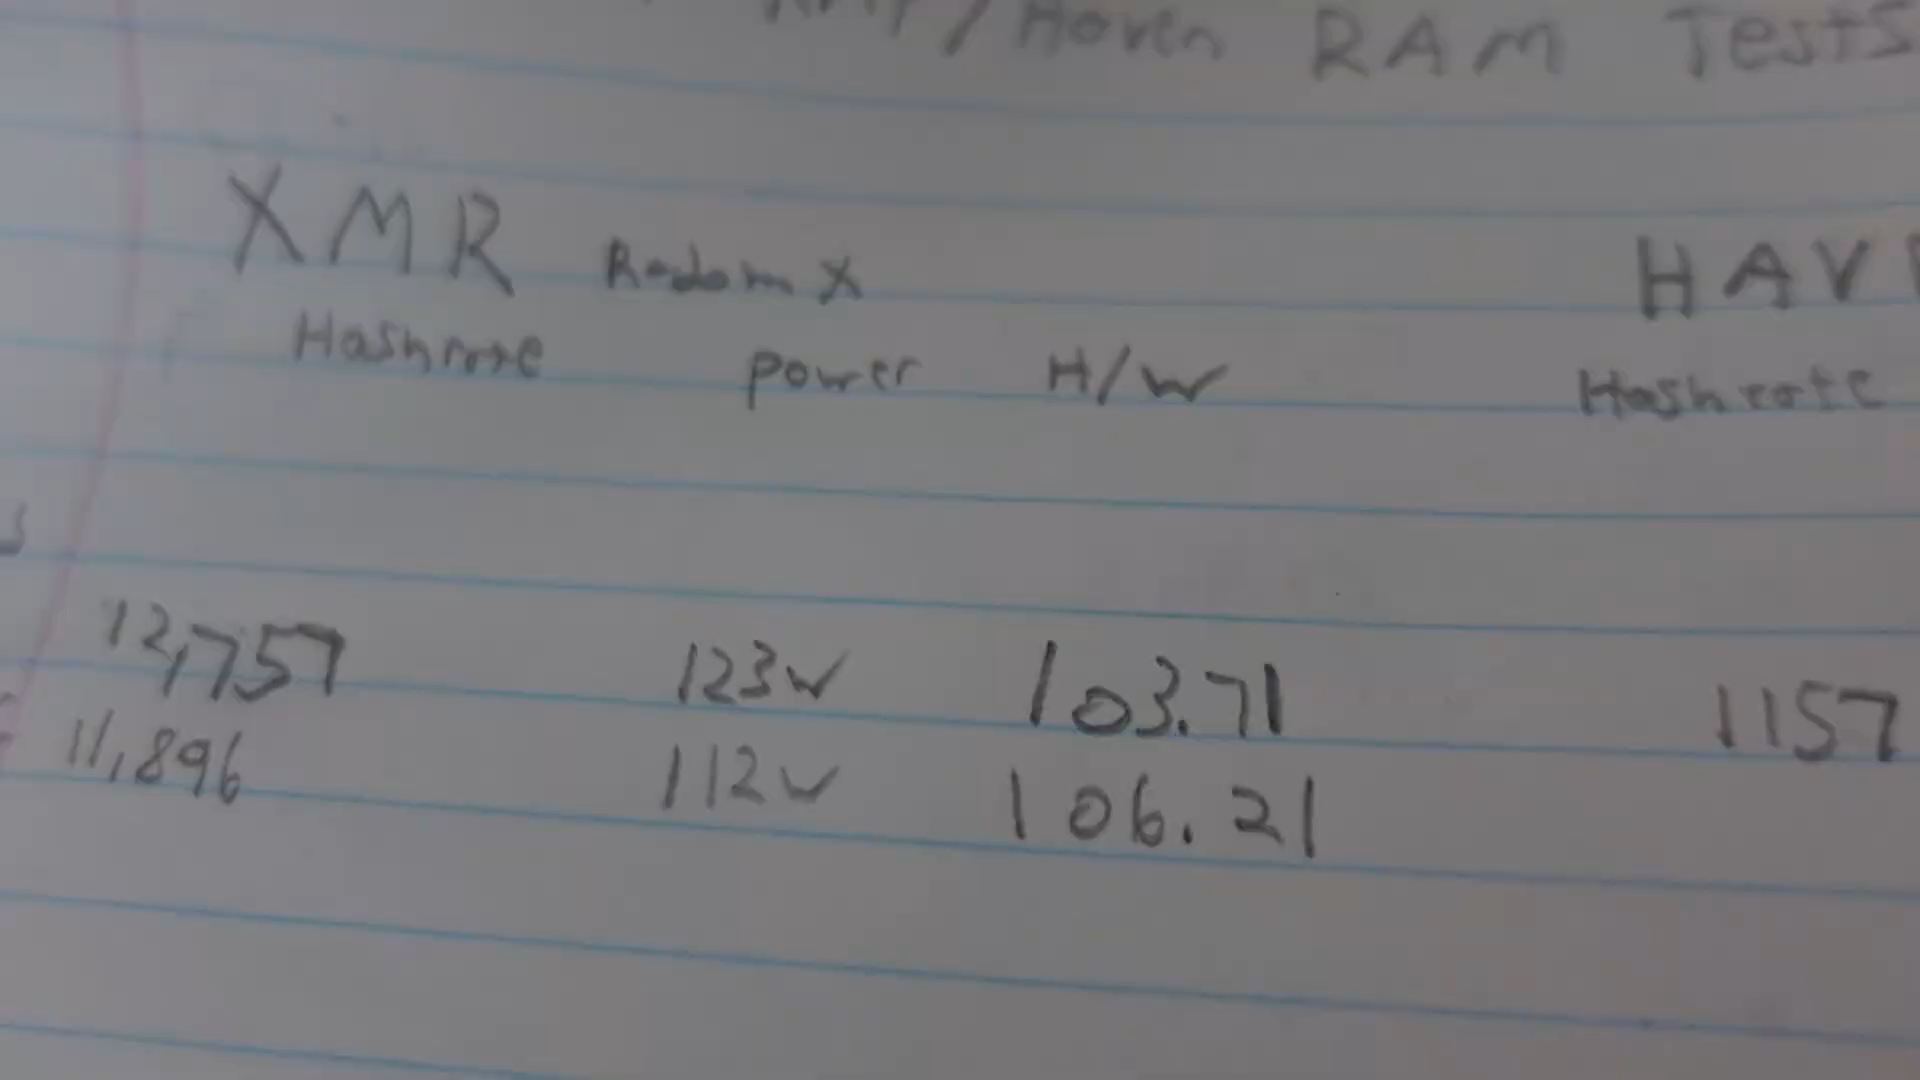 /Haven RAM Tests
XMR RadomX HAV
Hashrate power H/W Hashrate
12,757 123w 103.71 1157
11,896 112w 106.21